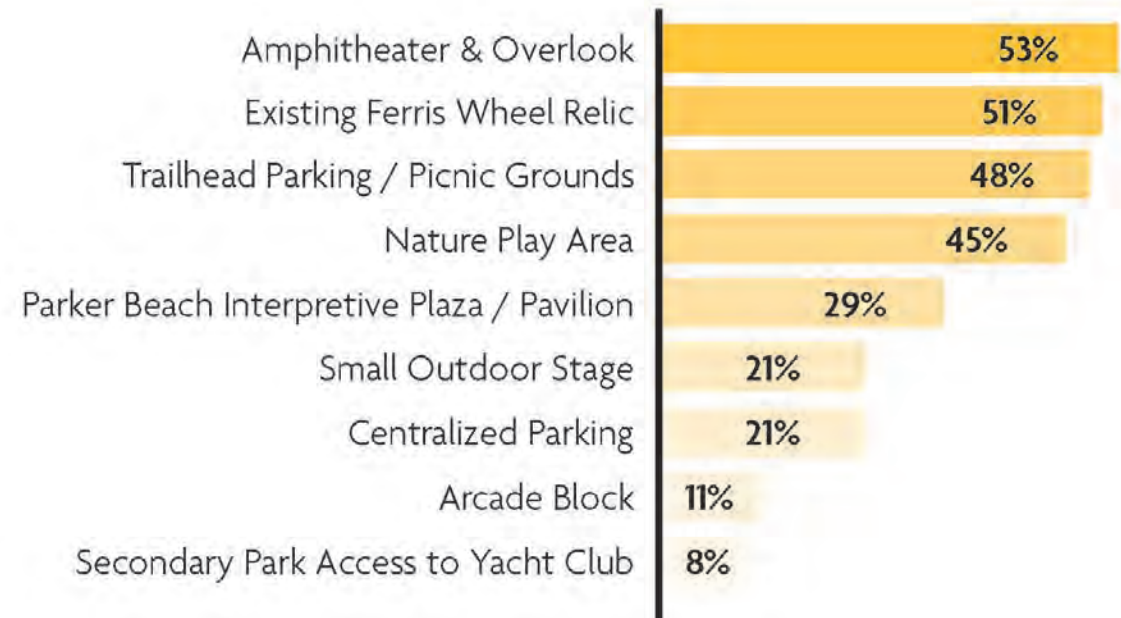 Amphitheater & Overlook 53%
Existing Ferris Wheel Relic 51%
Trailhead Parking / Picnic Grounds 48%
Nature Play Area 45%
Parker Beach Interpretive Plaza / Pavilion 29%
Small Outdoor Stage 21%
Centralized Parking 21%
Arcade Block 11%
Secondary Park Access to Yacht Club 8%